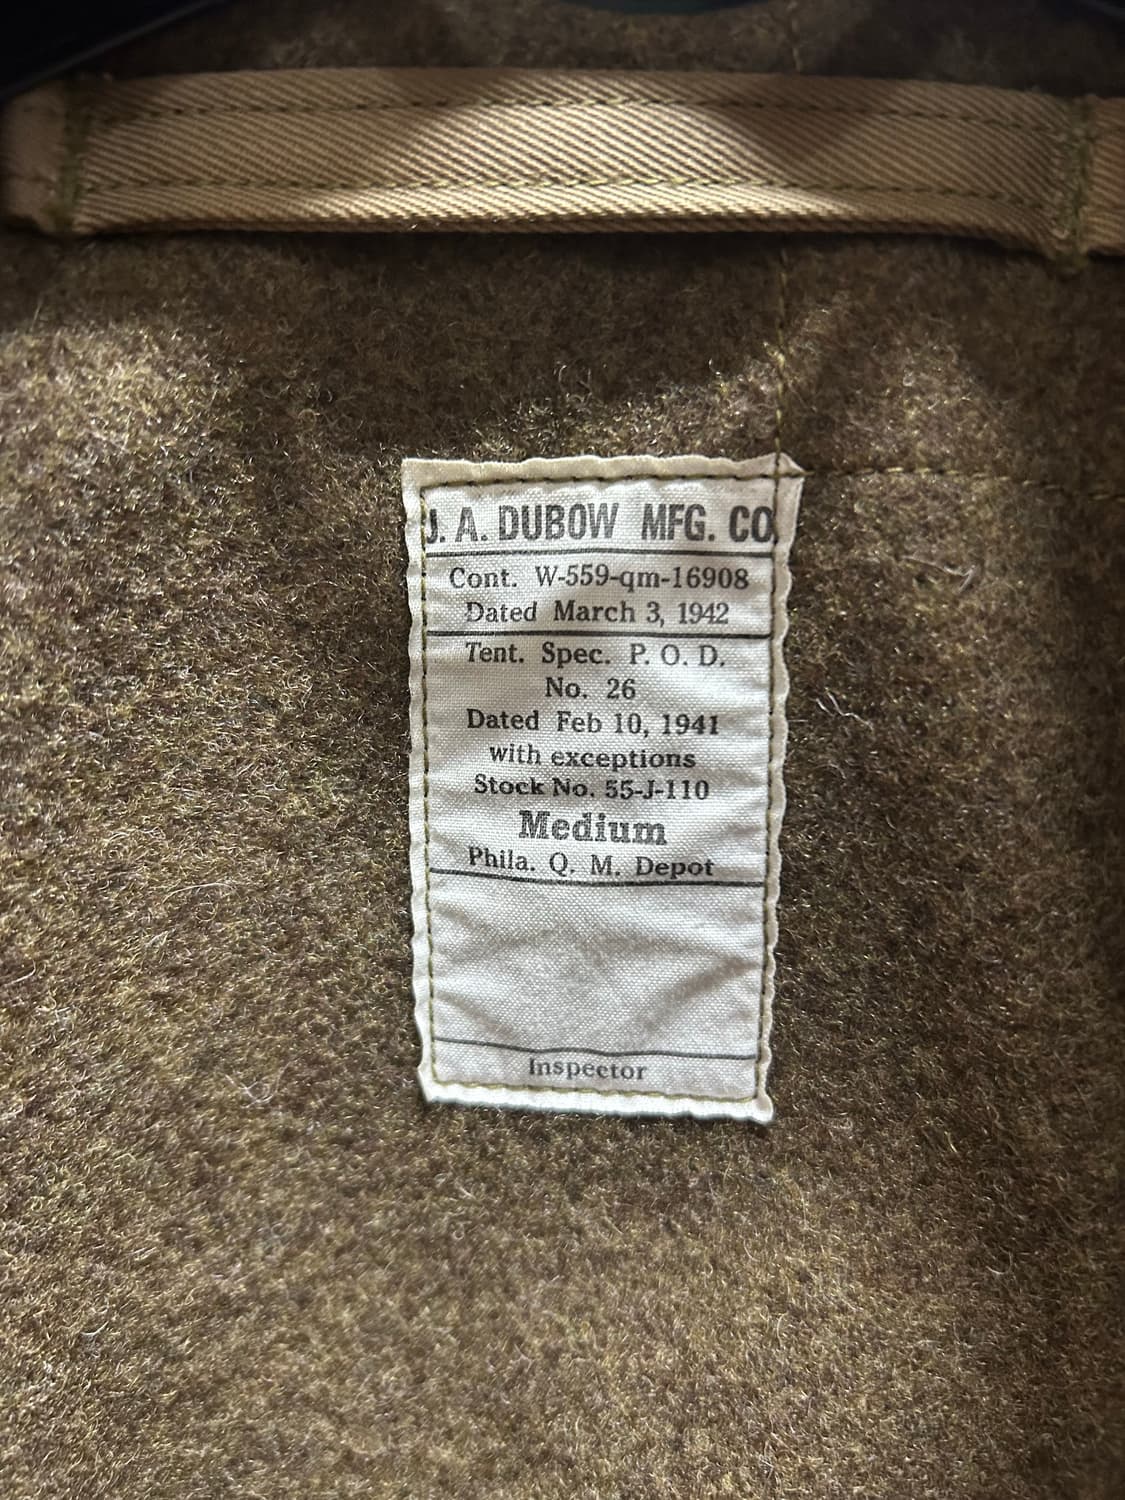 J. A. DUBOW MFG. CO.
Cont. W-559-qm-16908
Dated March 3, 1942
Tent. Spec. P. O. D.
No. 26
Dated Feb 10, 1941
with exceptions
Stock No. 55-J-110
Medium
Phila. Q. M. Depot
Inspector